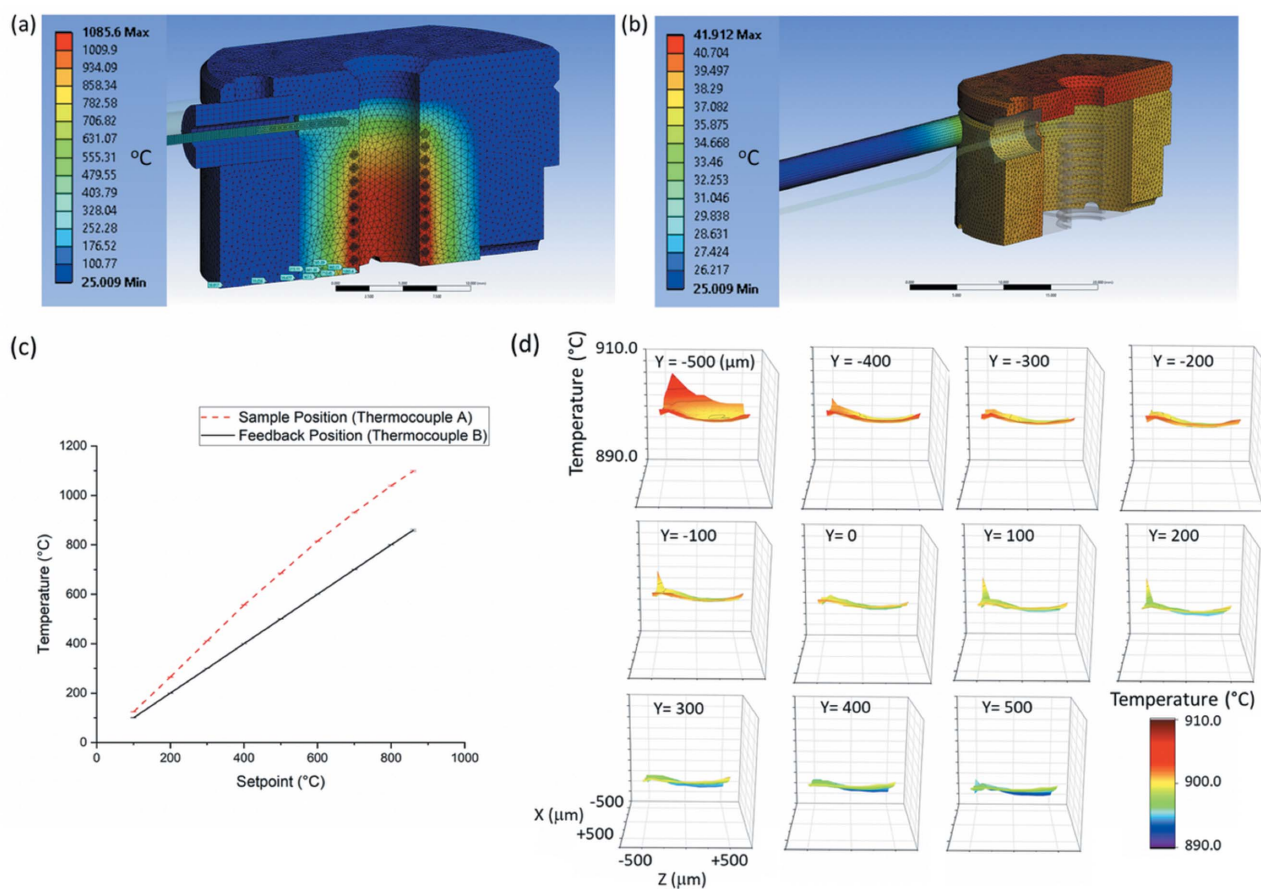 (a)
1085.6 Max
1009.9
934.09
858.34
782.58
706.82
631.07
555.31
479.55
403.79
328.04
252.28
176.52
100.77
25.009 Min
°C
(b)
41.912 Max
40.704
39.497
38.29
37.082
35.875
34.668
33.46
32.253
31.046
29.838
28.631
27.424
26.217
25.009 Min
°C
(c)
Sample Position (Thermocouple A)
Feedback Position (Thermocouple B)
Temperature (°C)
1200
1100
1000
800
600
400
200
0
0
200
400
600
800
1000
Setpoint (°C)
(d)
Temperature (°C)
910.0
890.0
Y = -500 (μm)
Y = -400
Y = -300
Y = -200
Y= -100
Y= 0
Y= 100
Y= 200
Y= 300
Y= 400
Y= 500
X (μm)
-500
+500
-500
+500
Z (μm)
Temperature (°C)
910.0
900.0
890.0